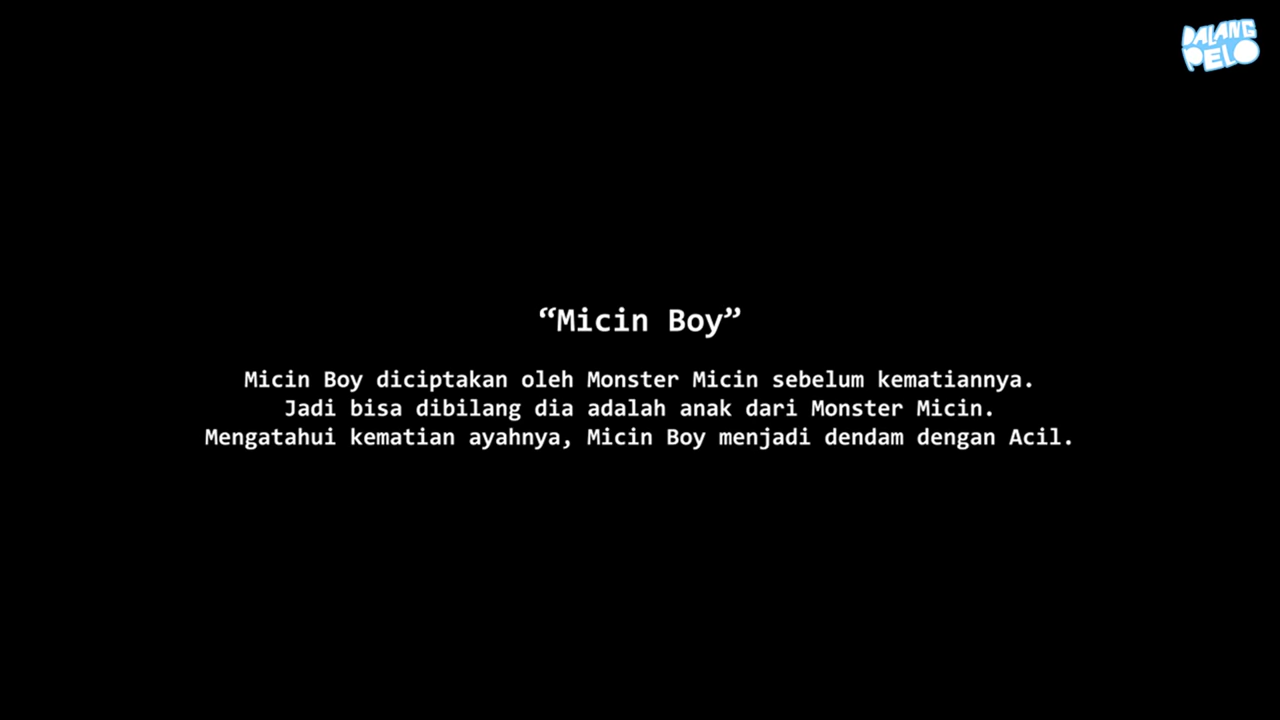 DALANG
PELO
“Micin Boy”
Micin Boy diciptakan oleh Monster Micin sebelum kematiannya.
Jadi bisa dibilang dia adalah anak dari Monster Micin.
Mengatahui kematian ayahnya, Micin Boy menjadi dendam dengan Acil.